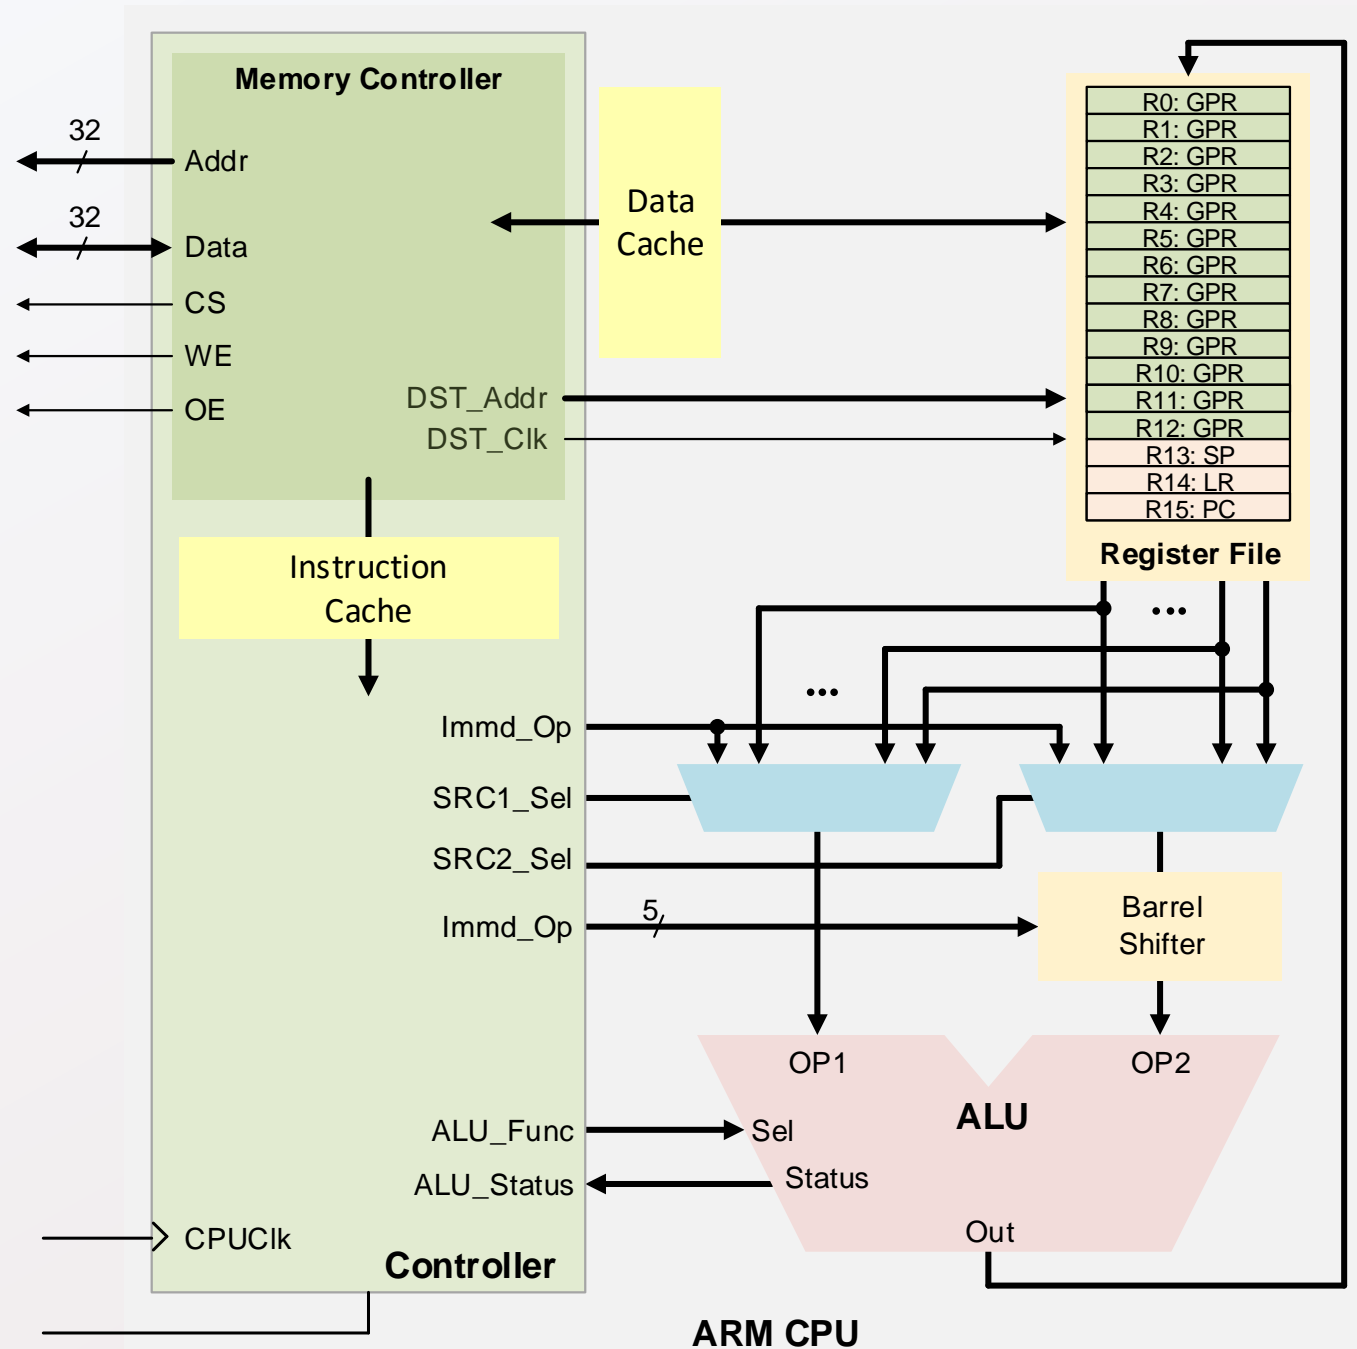 Memory Controller
32
Addr
32
Data
CS
WE
OE
DST_Addr
DST_Clk
Data
Cache
R0: GPR
R1: GPR
R2: GPR
R3: GPR
R4: GPR
R5: GPR
R6: GPR
R7: GPR
R8: GPR
R9: GPR
R10: GPR
R11: GPR
R12: GPR
R13: SP
R14: LR
R15: PC
Register File
Instruction
Cache
...
...
Immd_Op
SRC1_Sel
SRC2_Sel
Immd_Op
5
Barrel
Shifter
OP1
OP2
ALU
ALU_Func
Sel
ALU_Status
Status
Out
CPUClk
Controller
ARM CPU